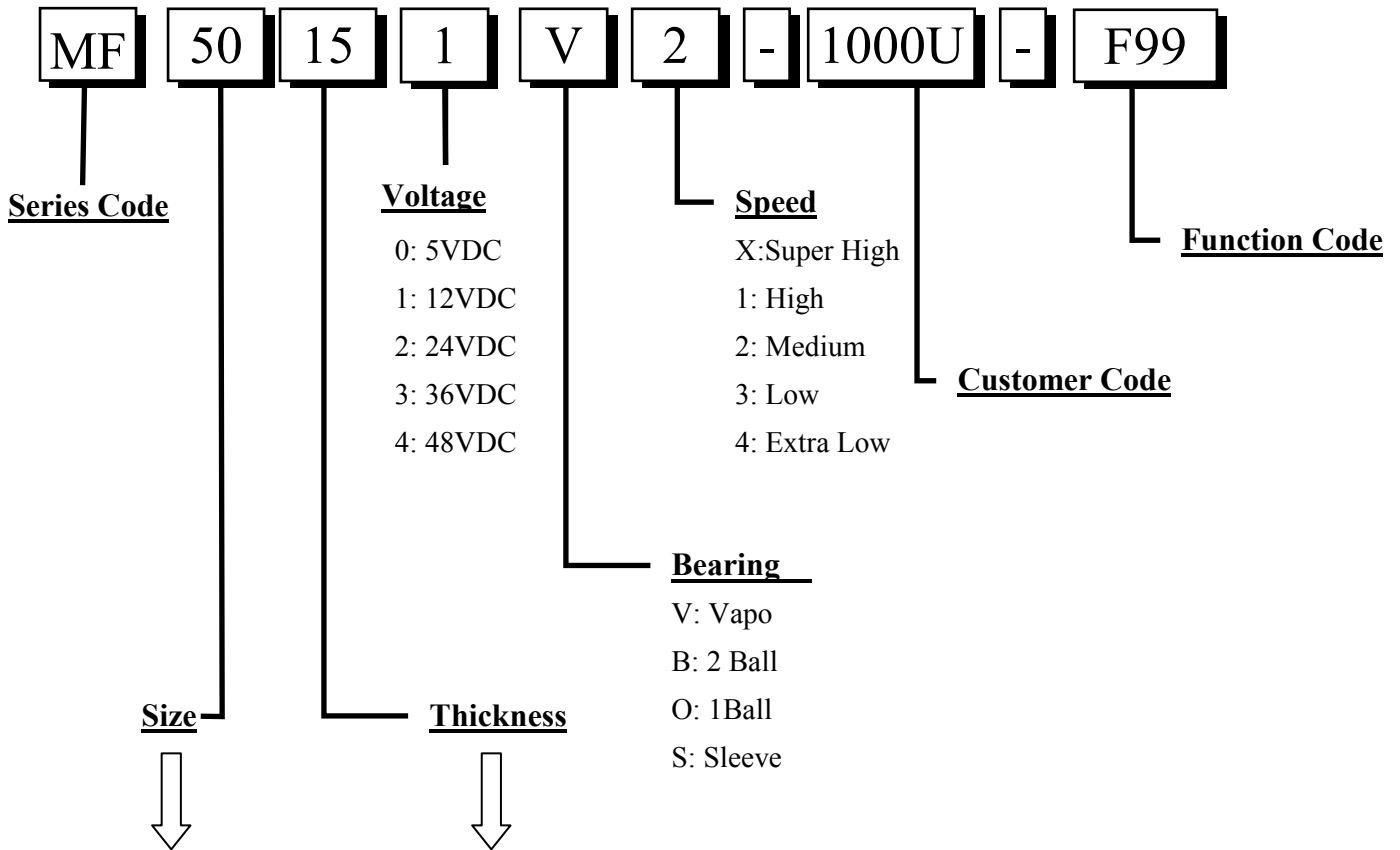 MF 50 15 1 V 2 - 1000U - F99
Series Code
Voltage
0: 5VDC
1: 12VDC
2: 24VDC
3: 36VDC
4: 48VDC
Speed
X:Super High
1: High
2: Medium
3: Low
4: Extra Low
Function Code
Customer Code
Bearing
V: Vapo
B: 2 Ball
O: 1Ball
S: Sleeve
Size
Thickness